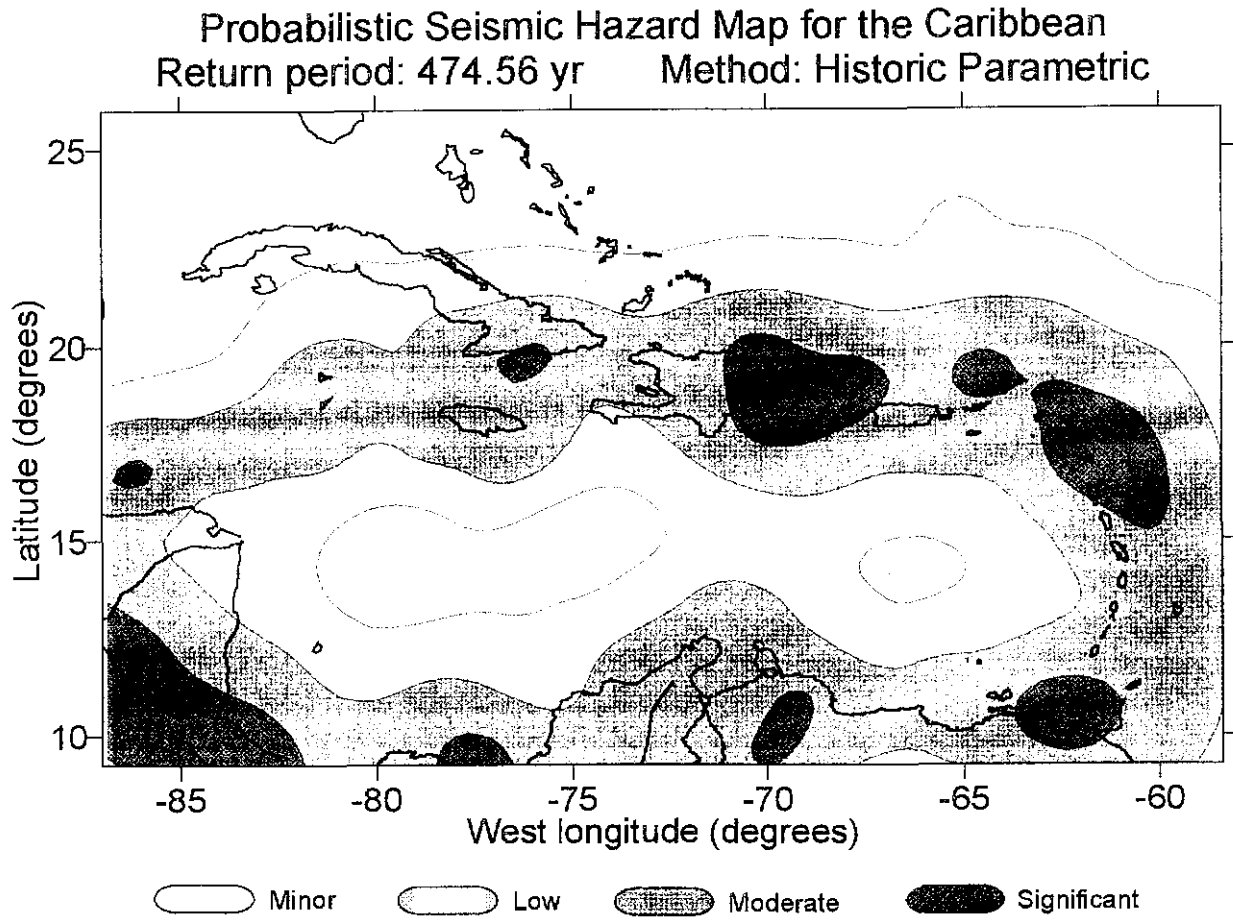 Probabilistic Seismic Hazard Map for the Caribbean
Return period: 474.56 yr Method: Historic Parametric
25
20
15
10
Latitude (degrees)
-85 -80 -75 -70 -65 -60
West longitude (degrees)
Minor Low Moderate Significant